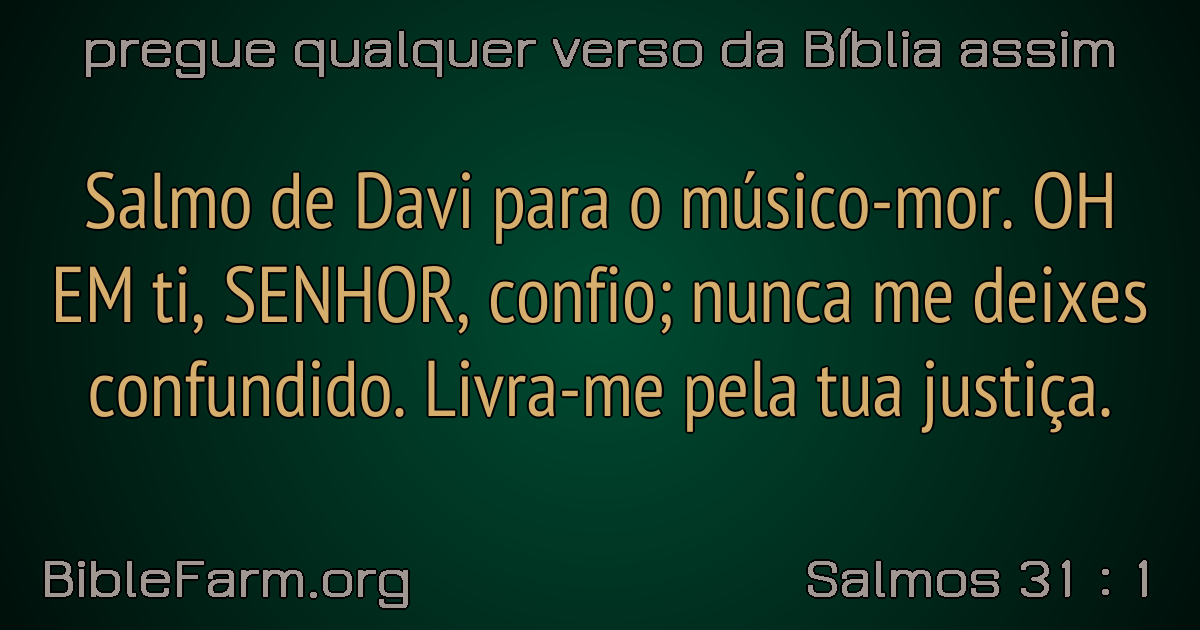 pregue qualquer verso da Bíblia assim
Salmo de Davi para o músico-mor. OH
EM ti, SENHOR, confio; nunca me deixes
confundido. Livra-me pela tua justiça.
BibleFarm.org
Salmos 31 : 1